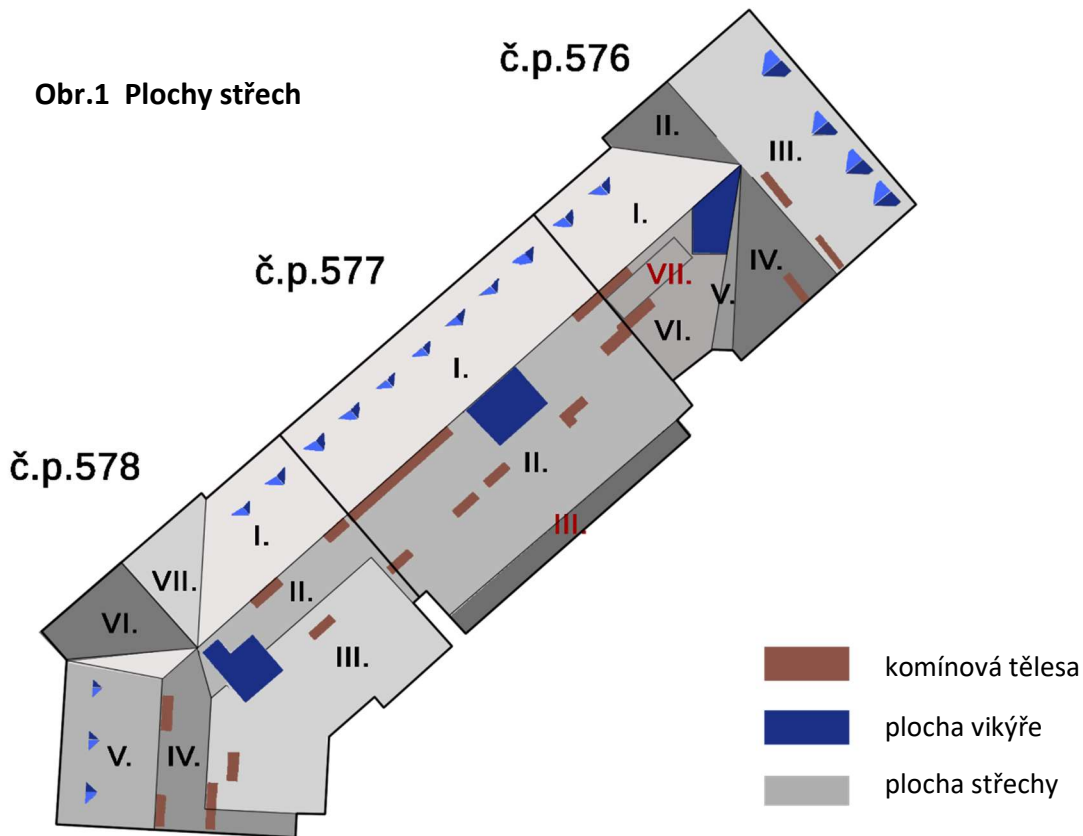 č.p.576
Obr.1 Plochy střech
II.
III.
I.
č.p.577
VII.
IV.
V.
VI.
I.
č.p.578
II.
I.
III.
VII.
II.
VI.
III.
komínová tělesa
plocha vikýře
V.
IV.
plocha střechy